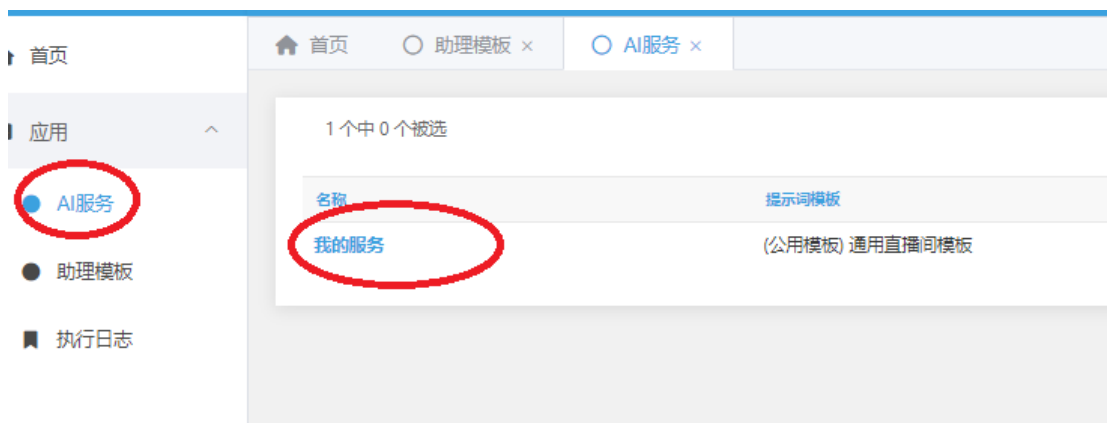 首页
应用
AI服务
助理模板
执行日志
首页 助理模板 × AI服务 ×
1 个中 0 个被选
名称 提示词模板
我的服务 (公用模板) 通用直播间模板